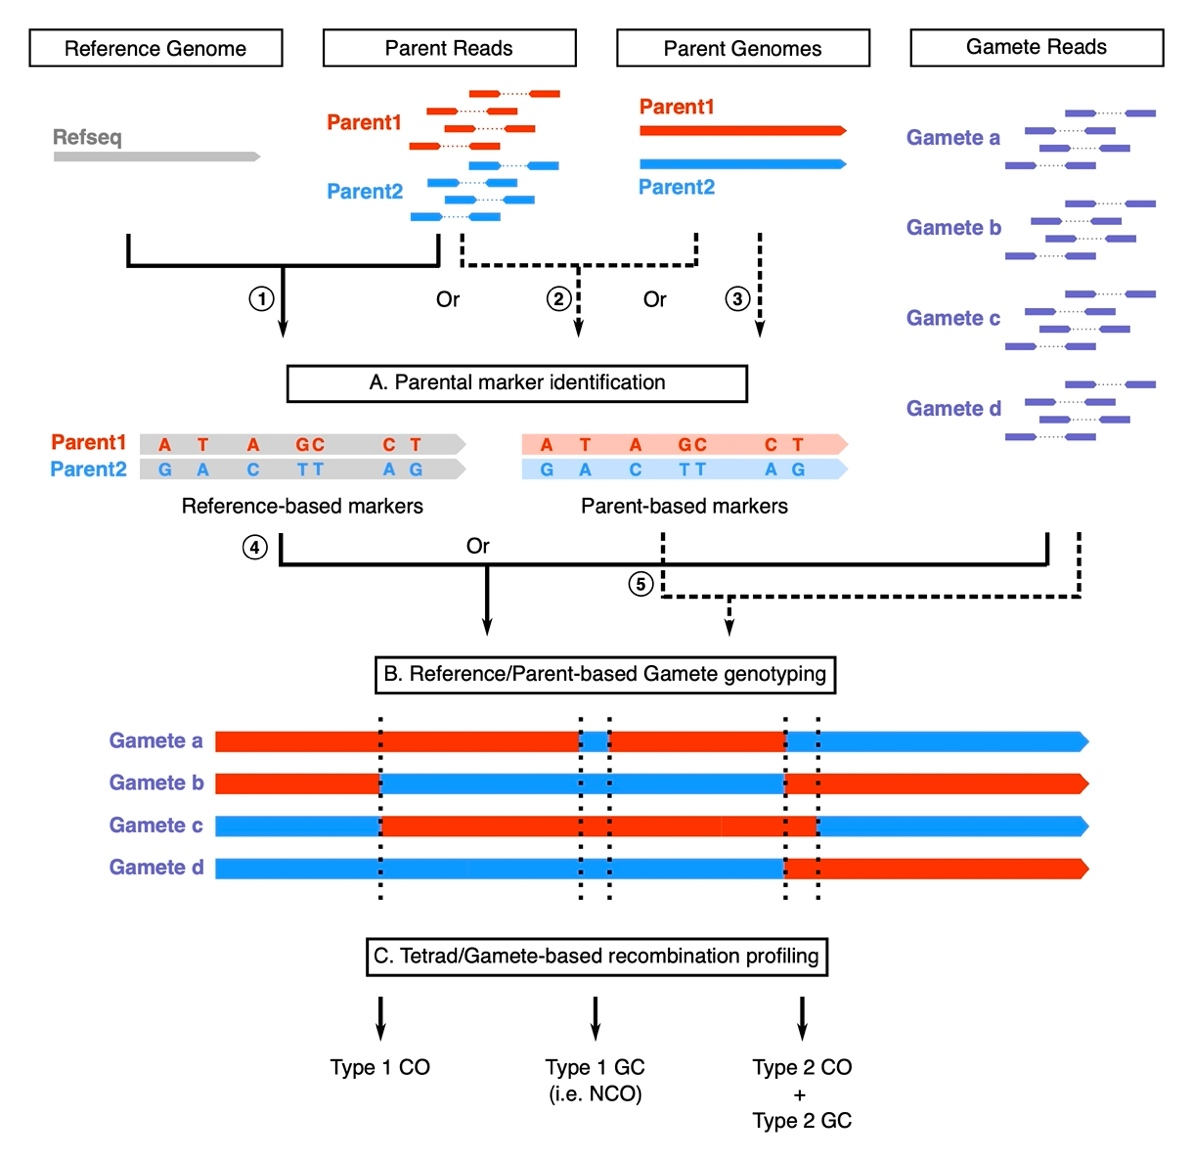 Reference Genome
Parent Reads
Parent Genomes
Gamete Reads
Refseq
Parent1
Parent2
Parent1
Parent2
Gamete a
Gamete b
Gamete c
Gamete d
1
Or
2
Or
3
A. Parental marker identification
Parent1 A T A GC C T
Parent2 G A C TT A G
A T A GC C T
G A C TT A G
Reference-based markers
Parent-based markers
4
Or
5
B. Reference/Parent-based Gamete genotyping
Gamete a
Gamete b
Gamete c
Gamete d
C. Tetrad/Gamete-based recombination profiling
Type 1 CO
Type 1 GC
(i.e. NCO)
Type 2 CO
+
Type 2 GC